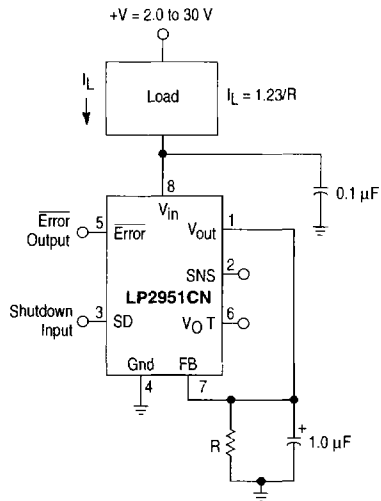 +V = 2.0 to 30 V
I_L
Load
I_L = 1.23/R
8
0.1 µF
V_in
Error
Output
5
Error
V_out
1
SNS
2
LP2951CN
Shutdown
Input
3
SD
V_O T
6
Gnd
FB
4
7
R
+
1.0 µF